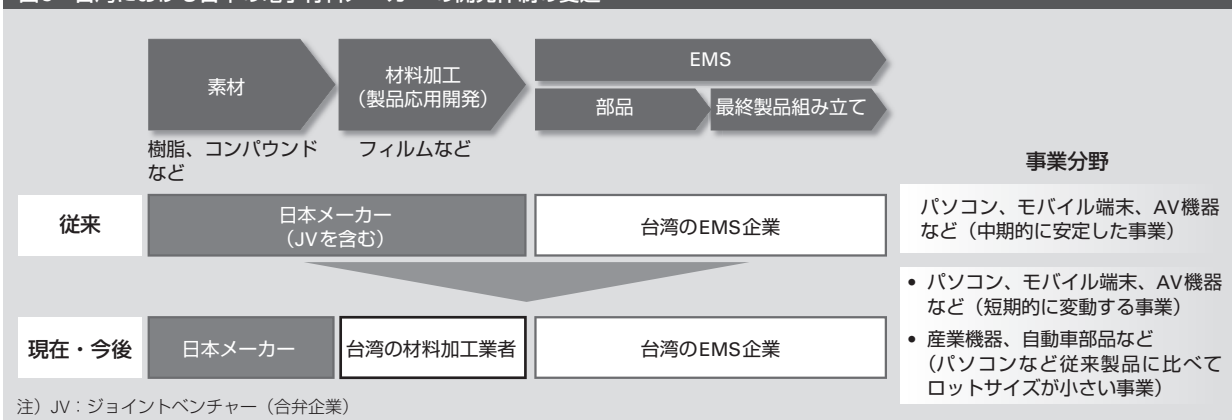 素材
材料加工
（製品応用開発）
EMS
部品
最終製品組み立て
樹脂、コンパウンド
など
フィルムなど
事業分野
従来
日本メーカー
（JVを含む）
台湾のEMS企業
パソコン、モバイル端末、AV機器
など（中期的に安定した事業）
現在・今後
日本メーカー
台湾の材料加工業者
台湾のEMS企業
• パソコン、モバイル端末、AV機器
など（短期的に変動する事業）
• 産業機器、自動車部品など
（パソコンなど従来製品に比べて
ロットサイズが小さい事業）
注）JV：ジョイントベンチャー（合弁企業）